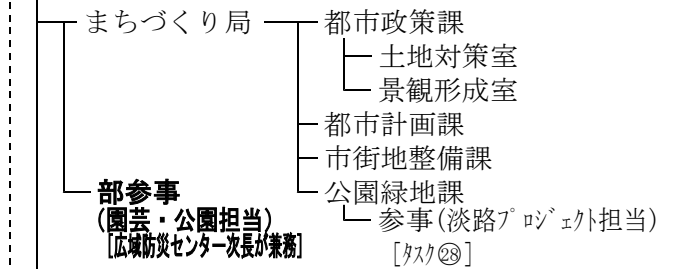 まちづくり局
都市政策課
土地対策室
景観形成室
都市計画課
市街地整備課
公園緑地課
参事(淡路ﾌﾟﾛｼﾞｪｸﾄ担当)
[ﾀｽｸ㉘]
部参事
(園芸・公園担当)
[広域防災センター次長が兼務]